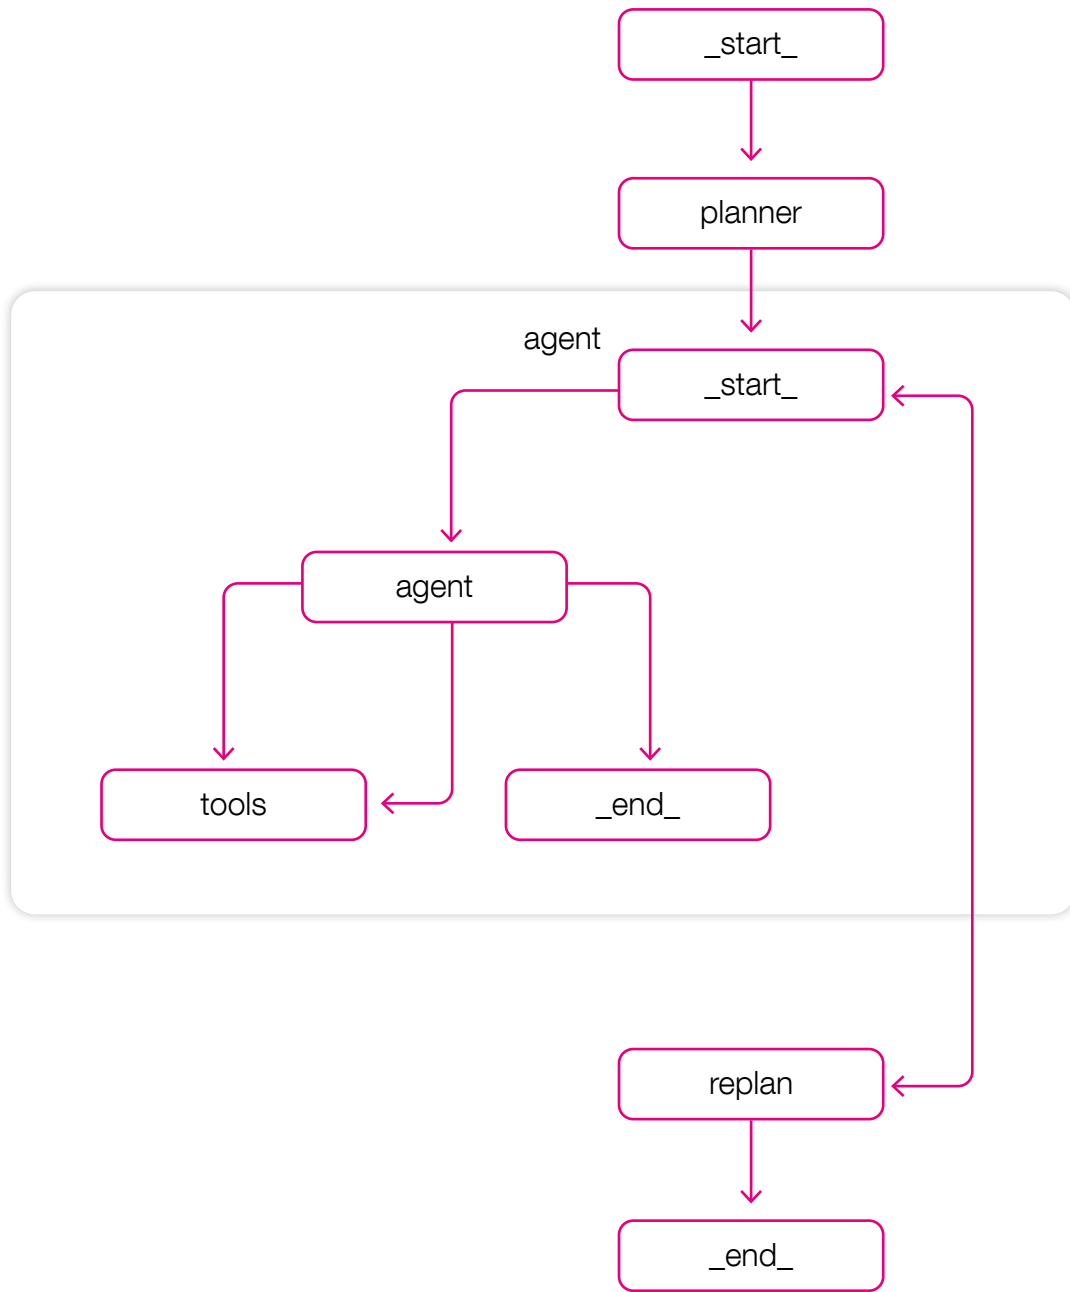 _start_
planner
agent
_start_
agent
tools
_end_
replan
_end_